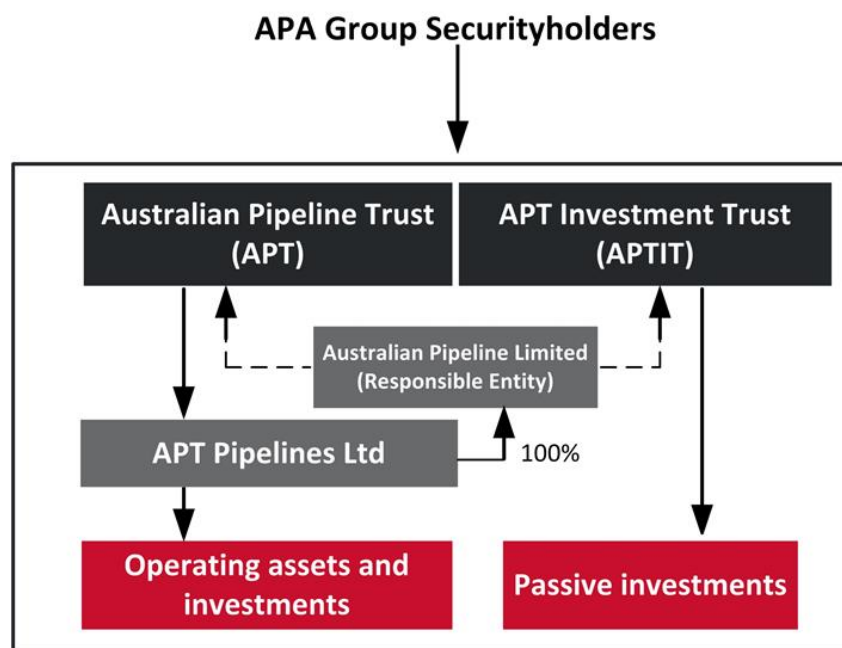 APA Group Securityholders
Australian Pipeline Trust
(APT)
APT Investment Trust
(APTIT)
Australian Pipeline Limited
(Responsible Entity)
APT Pipelines Ltd
100%
Operating assets and
investments
Passive investments